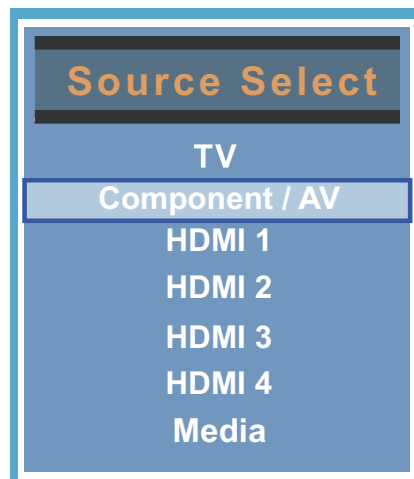 Source Select
TV
Component / AV
HDMI 1
HDMI 2
HDMI 3
HDMI 4
Media